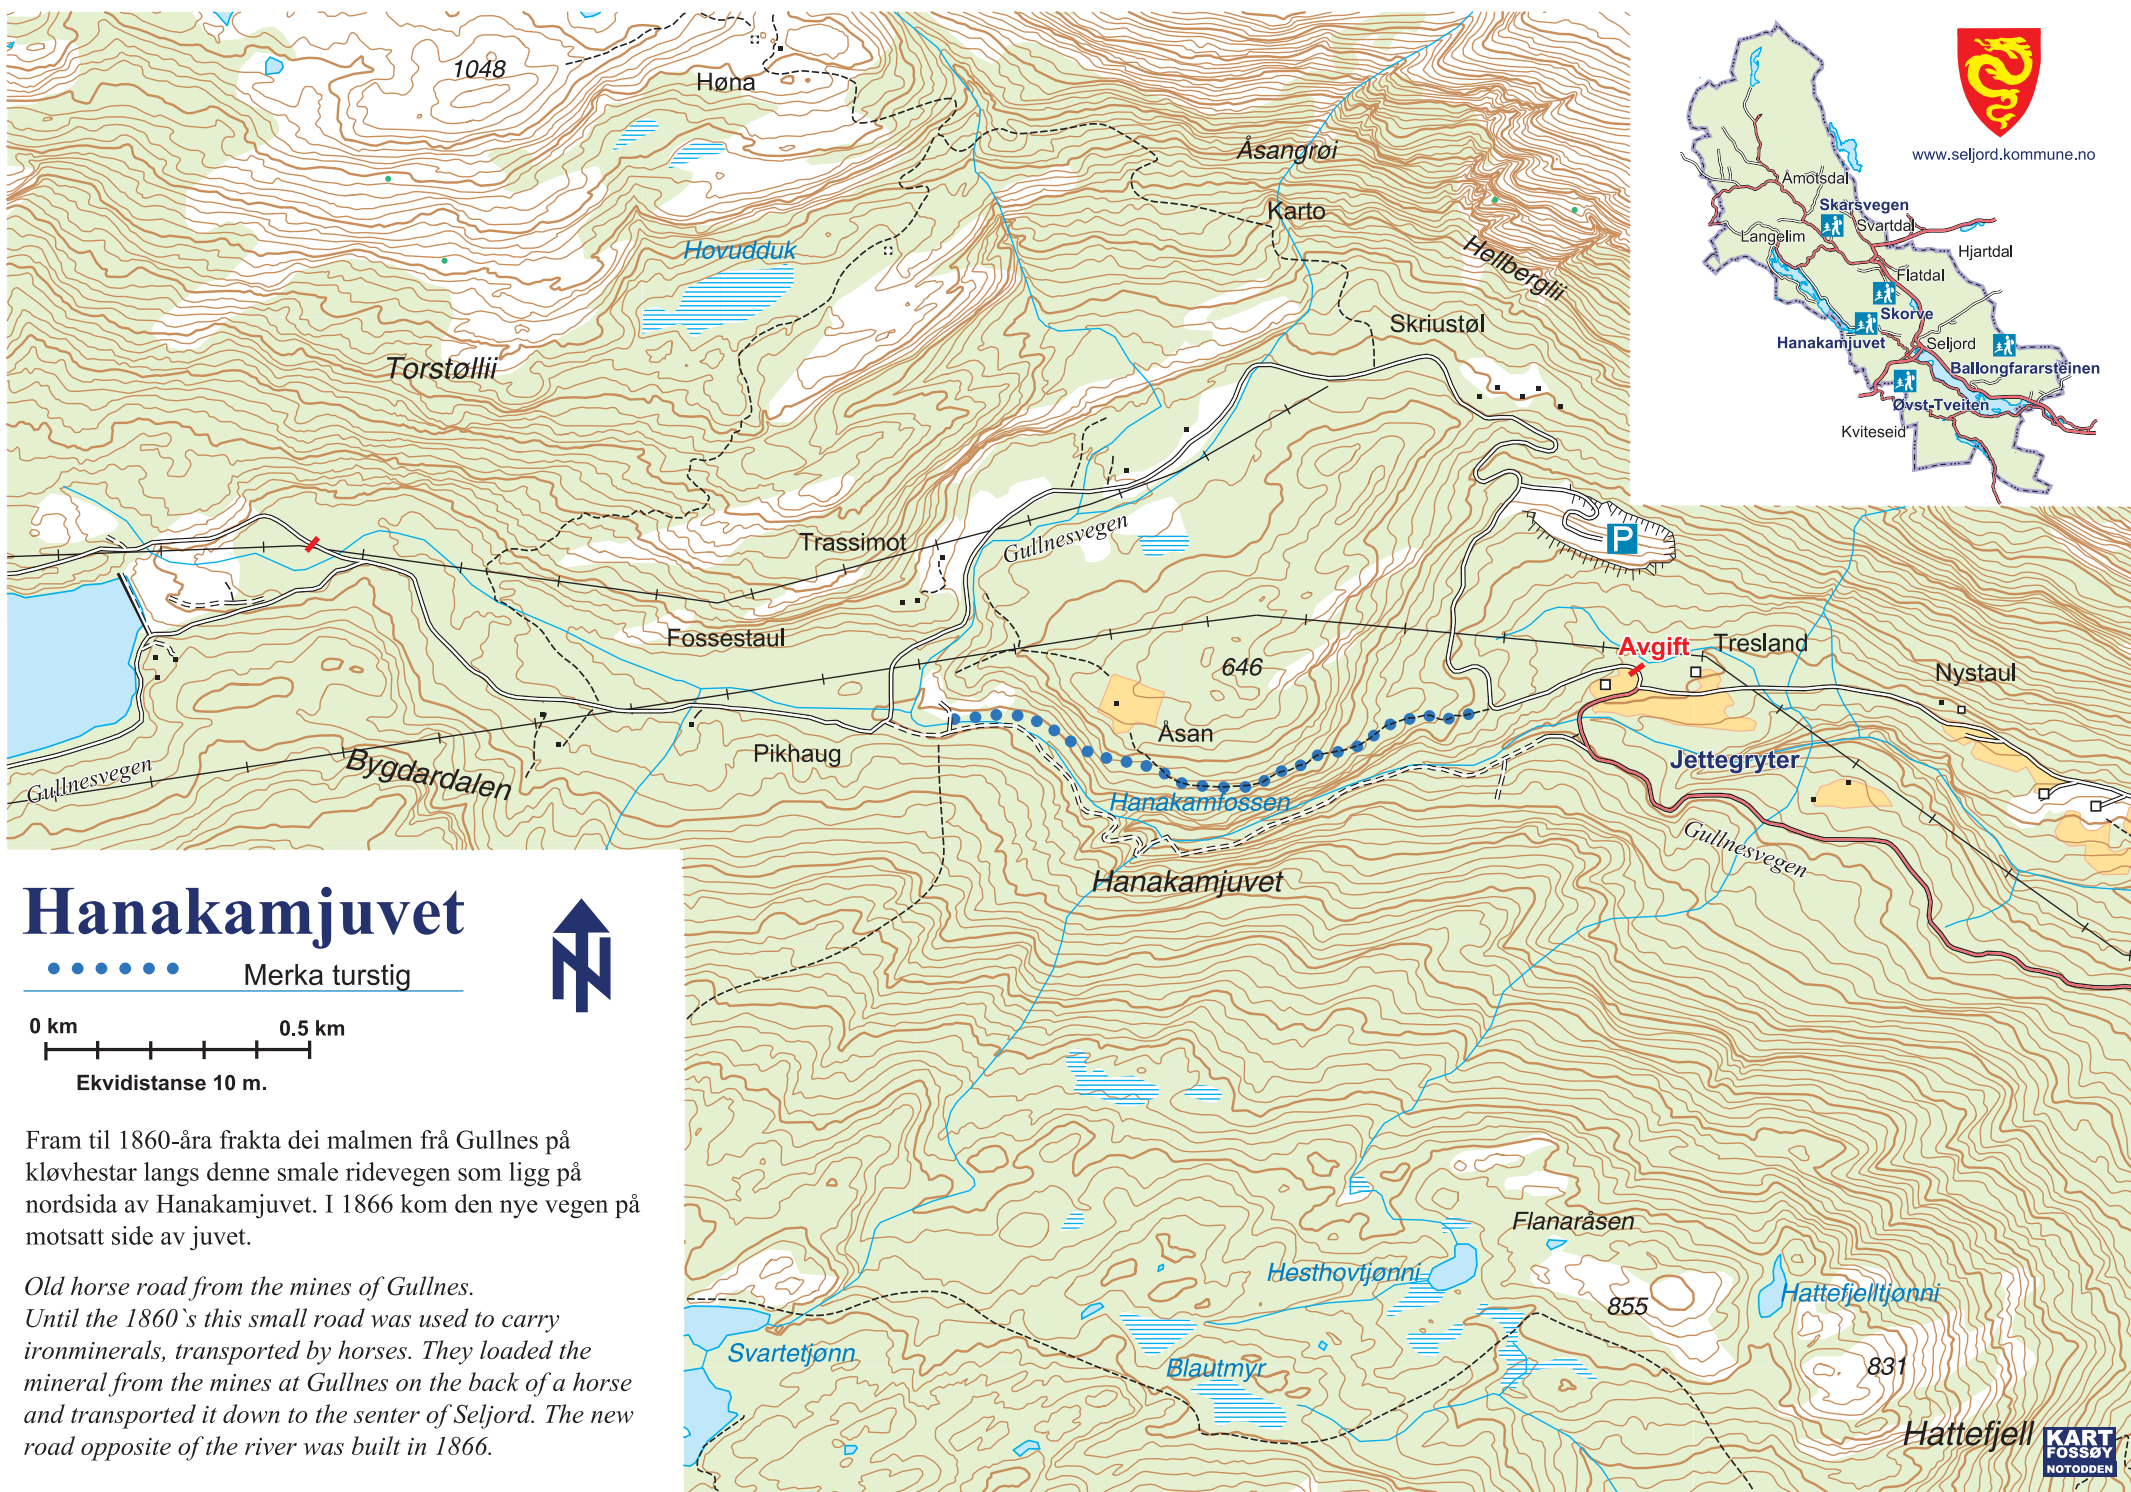 1048
Høna
Åsangrøi
Karto
Hovudduk
Heilberglii
Skriustøl
Torstøllii
Trassimot
Gullnesvegen
P
Fossestaul
646
Avgift
Tresland
Nystaul
Åsan
Pikhaug
Bygdardalen
Gullnesvegen
Jettegryter
Hanakamfossen
Gullnesvegen
Hanakamjuvet
Flanaråsen
Hesthovtjønni
855
Hattefjelltjønni
Svartetjønn
Blautmyr
831
Hattefjell
KART
FOSSØY
NOTODDEN
www.seljord.kommune.no
Åmotsdal
Skarsvegen
Svartdal
Langelim
Hjartdal
Flatdal
Skorve
Hanakamjuvet
Seljord
Ballongfararsteinen
Øvst-Tveiten
Kviteseid
Hanakamjuvet
N
Merka turstig
0 km 0.5 km
Ekvidistanse 10 m.
Fram til 1860-åra frakta dei malmen frå Gullnes på
kløvhestar langs denne smale ridevegen som ligg på
nordsida av Hanakamjuvet. I 1866 kom den nye vegen på
motsatt side av juvet.
Old horse road from the mines of Gullnes.
Until the 1860`s this small road was used to carry
ironminerals, transported by horses. They loaded the
mineral from the mines at Gullnes on the back of a horse
and transported it down to the senter of Seljord. The new
road opposite of the river was built in 1866.